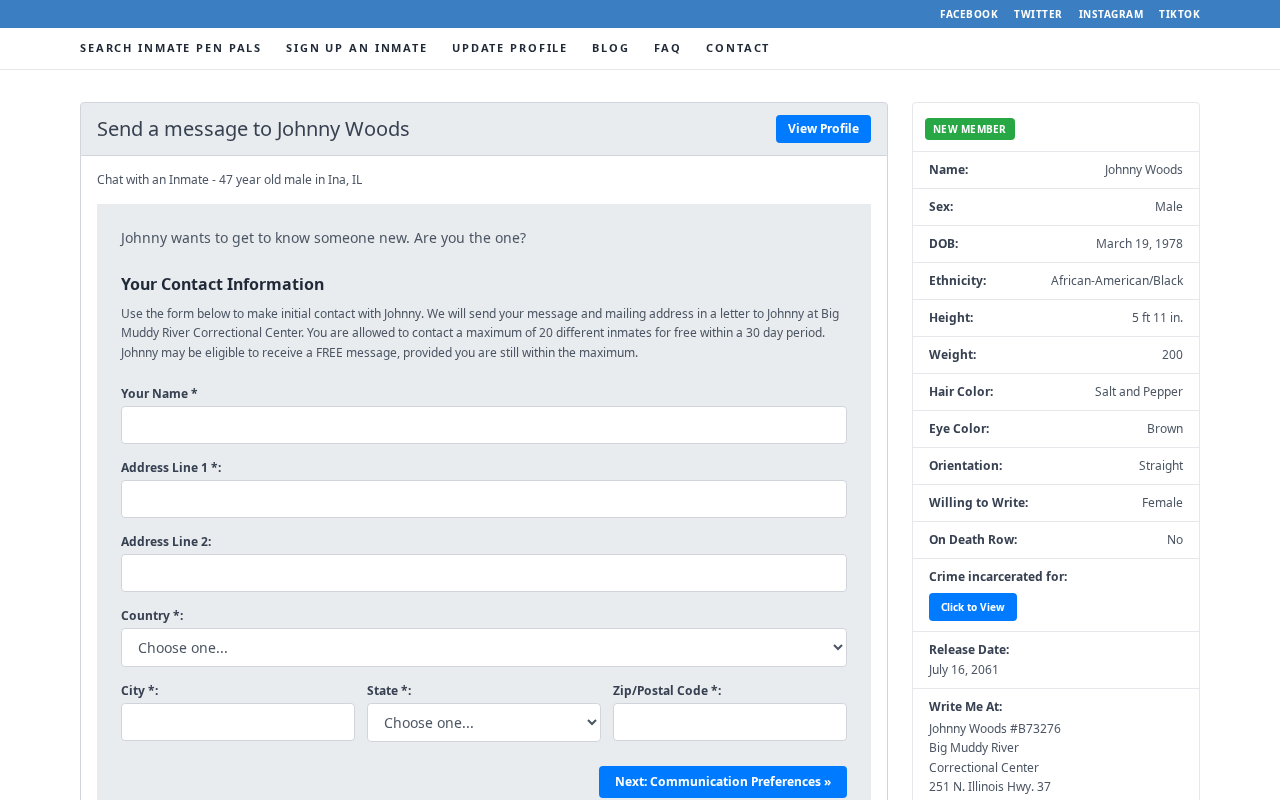 FACEBOOK TWITTER INSTAGRAM TIKTOK
SEARCH INMATE PEN PALS SIGN UP AN INMATE UPDATE PROFILE BLOG FAQ CONTACT
Send a message to Johnny Woods
View Profile
Chat with an Inmate - 47 year old male in Ina, IL
Johnny wants to get to know someone new. Are you the one?
Your Contact Information
Use the form below to make initial contact with Johnny. We will send your message and mailing address in a letter to Johnny at Big
Muddy River Correctional Center. You are allowed to contact a maximum of 20 different inmates for free within a 30 day period.
Johnny may be eligible to receive a FREE message, provided you are still within the maximum.
Your Name *
Address Line 1 *:
Address Line 2:
Country *:
Choose one...
City *: State *: Zip/Postal Code *:
Choose one...
Next: Communication Preferences »
NEW MEMBER
Name: Johnny Woods
Sex: Male
DOB: March 19, 1978
Ethnicity: African-American/Black
Height: 5 ft 11 in.
Weight: 200
Hair Color: Salt and Pepper
Eye Color: Brown
Orientation: Straight
Willing to Write: Female
On Death Row: No
Crime incarcerated for:
Click to View
Release Date:
July 16, 2061
Write Me At:
Johnny Woods #B73276
Big Muddy River
Correctional Center
251 N. Illinois Hwy. 37